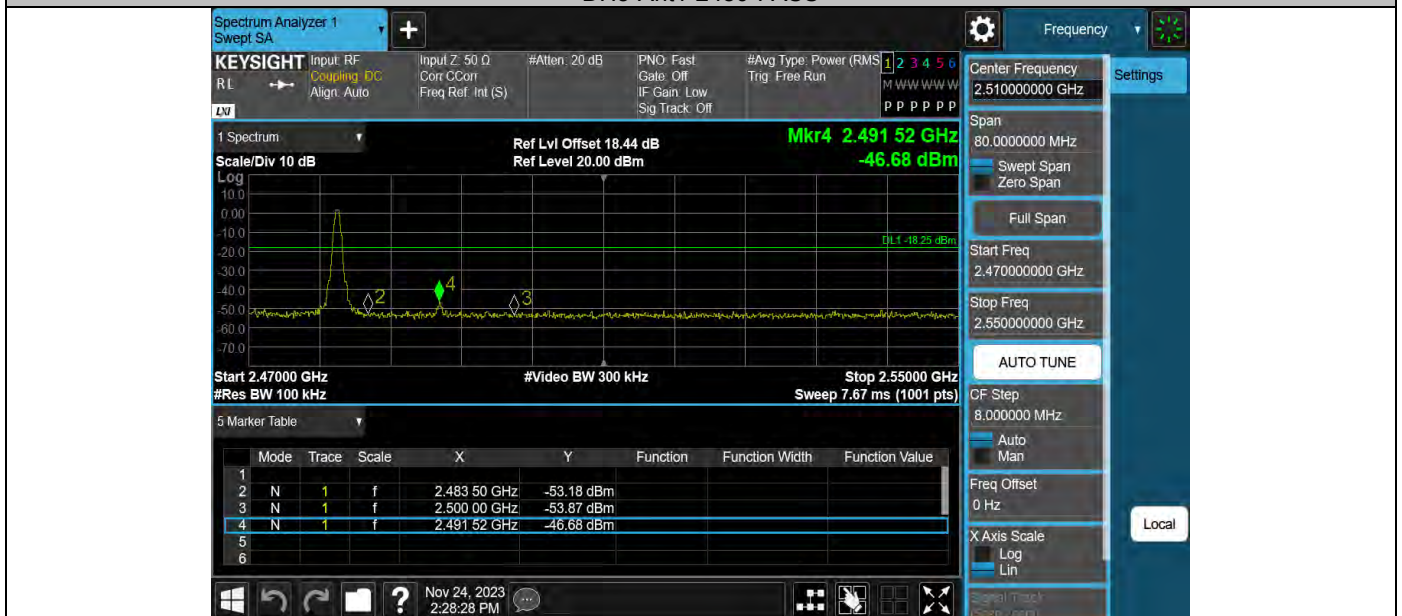 Spectrum Analyzer 1
Swept SA
Frequency
KEYSIGHT
RL
LXI
Input: RF
Coupling: DC
Align: Auto
Input Z: 50 Ω
Corr CCorr
Freq Ref: Int (S)
#Atten: 20 dB
PNO: Fast
Gate: Off
IF Gain: Low
Sig Track: Off
#Avg Type: Power (RMS
Trig: Free Run
1 2 3 4 5 6
M W W W W W
P P P P P P
1 Spectrum
Scale/Div 10 dB
Ref Lvl Offset 18.44 dB
Ref Level 20.00 dBm
Mkr4 2.491 52 GHz
-46.68 dBm
Log
10.0
0.00
-10.0
-20.0
-30.0
-40.0
-50.0
-60.0
-70.0
DL1 -18.25 dBm
2
4
3
Start 2.47000 GHz
#Res BW 100 kHz
#Video BW 300 kHz
Stop 2.55000 GHz
Sweep 7.67 ms (1001 pts)
5 Marker Table
Mode Trace Scale X Y Function Function Width Function Value
1
2 N 1 f 2.483 50 GHz -53.18 dBm
3 N 1 f 2.500 00 GHz -53.87 dBm
4 N 1 f 2.491 52 GHz -46.68 dBm
5
6
Nov 24, 2023
2:28:28 PM
Center Frequency
2.510000000 GHz
Settings
Span
80.0000000 MHz
Swept Span
Zero Span
Full Span
Start Freq
2.470000000 GHz
Stop Freq
2.550000000 GHz
AUTO TUNE
CF Step
8.000000 MHz
Auto
Man
Freq Offset
0 Hz
X Axis Scale
Log
Lin
Local
Signal Track